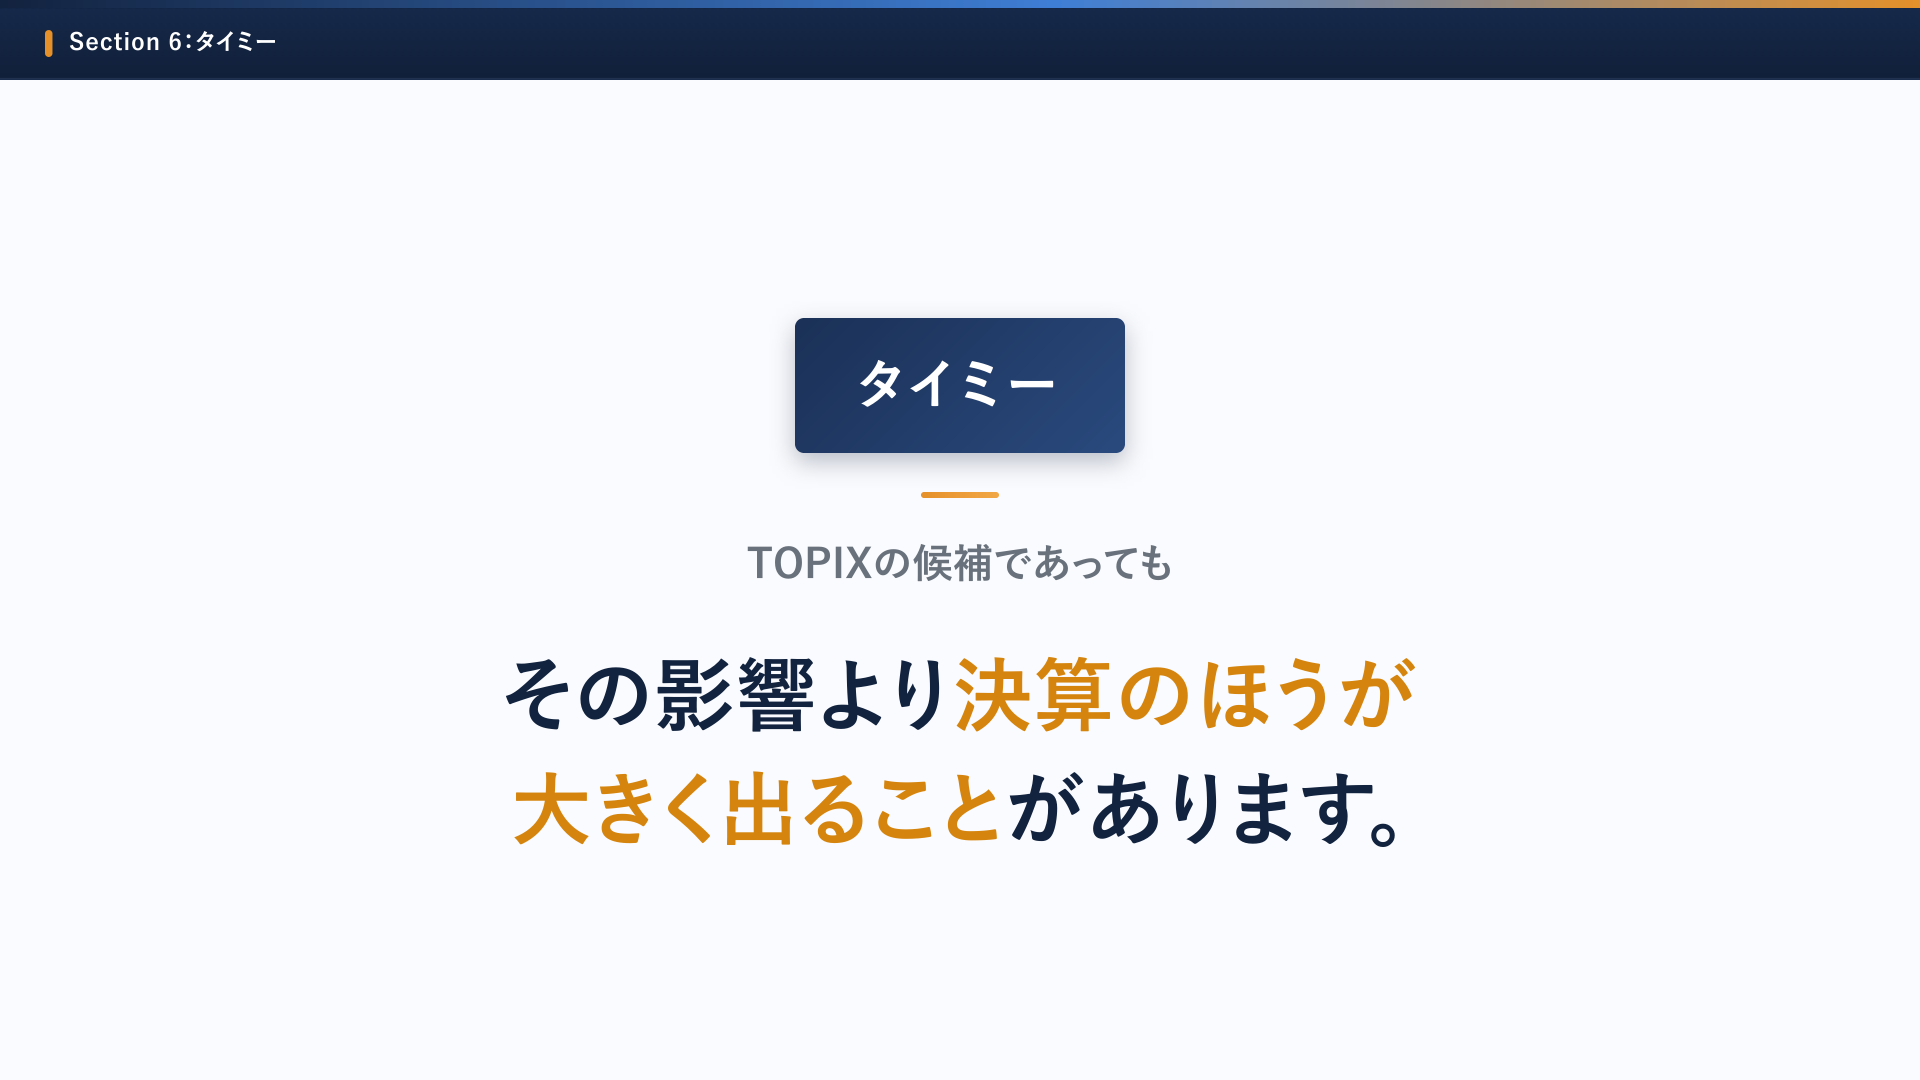 Section 6：タイミー
タイミー
TOPIXの候補であっても
その影響より決算のほうが
大きく出ることがあります。